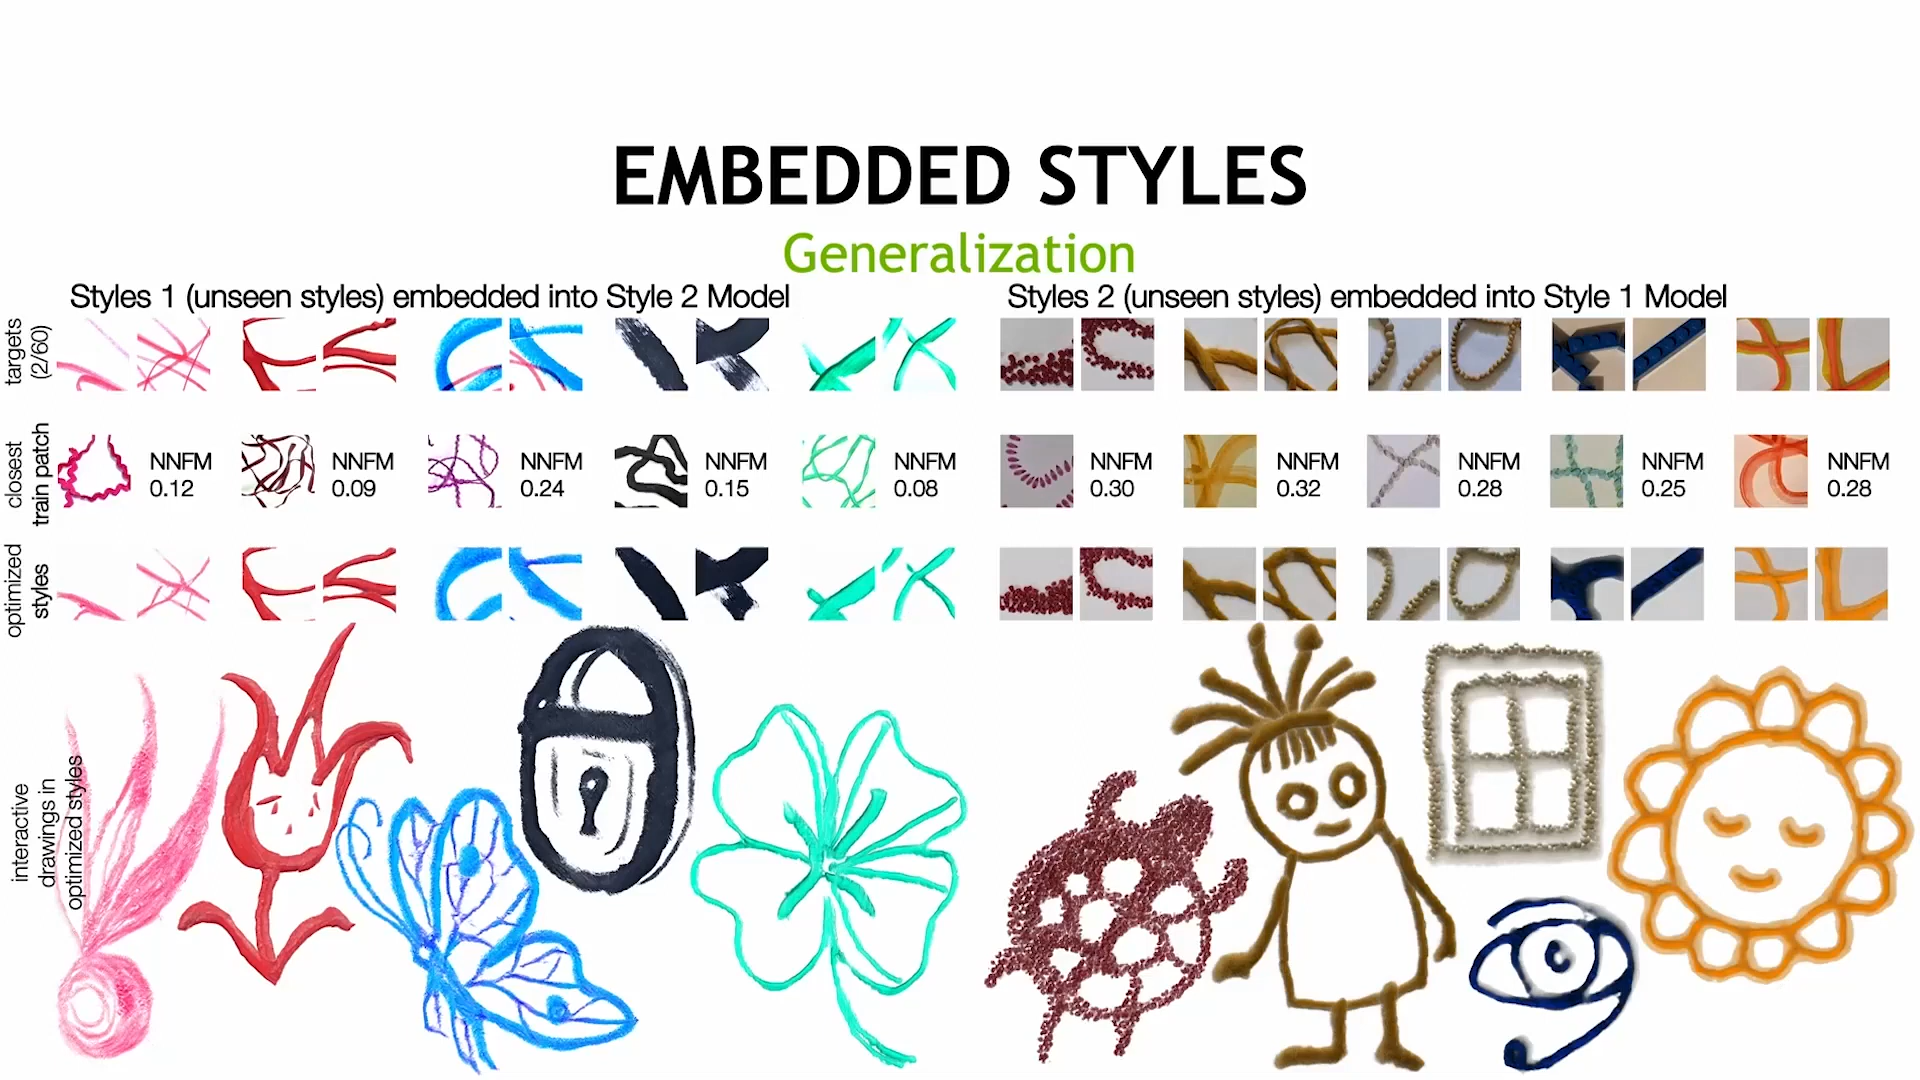 EMBEDDED STYLES
Generalization
Styles 1 (unseen styles) embedded into Style 2 Model
Styles 2 (unseen styles) embedded into Style 1 Model
targets
(2/60)
closest
train patch
NNFM
0.12
NNFM
0.09
NNFM
0.24
NNFM
0.15
NNFM
0.08
NNFM
0.30
NNFM
0.32
NNFM
0.28
NNFM
0.25
NNFM
0.28
optimized
styles
interactive
drawings in
optimized styles